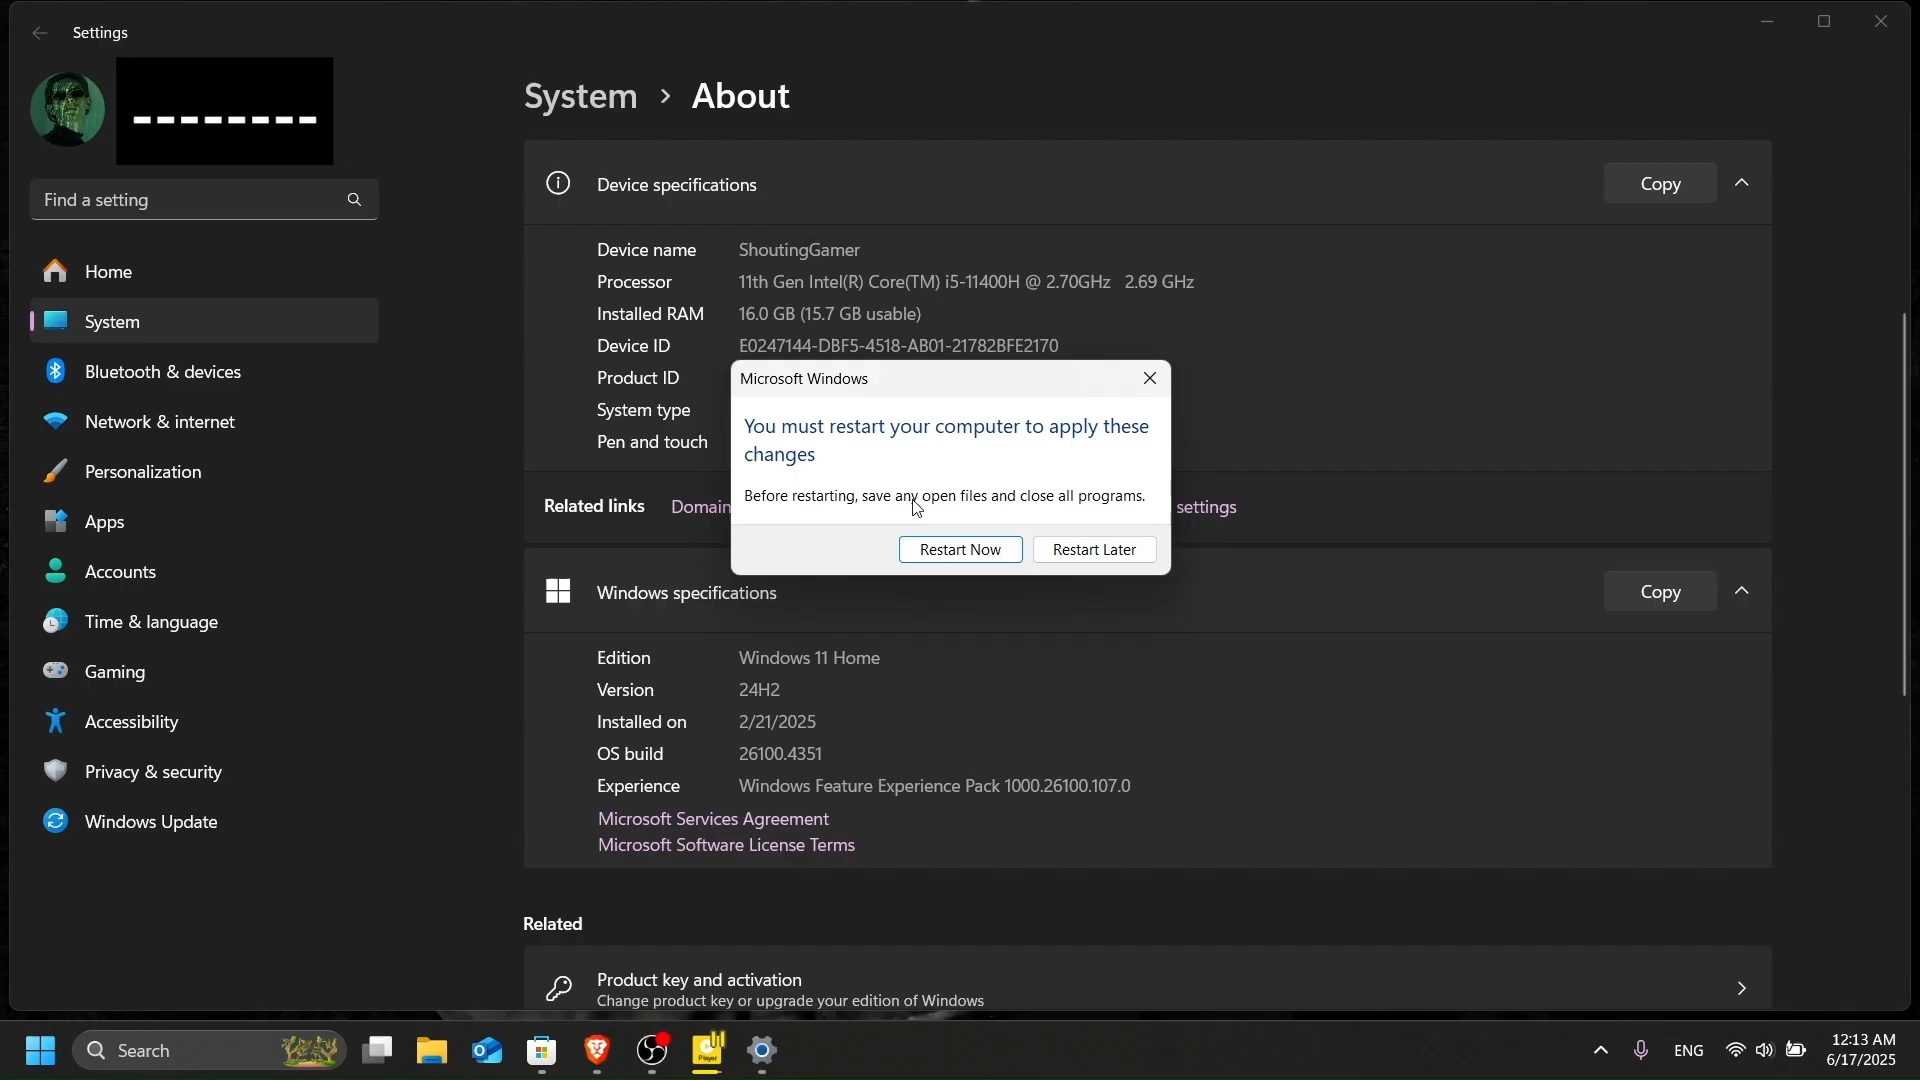 Settings
Find a setting
Home
System
Bluetooth & devices
Network & internet
Personalization
Apps
Accounts
Time & language
Gaming
Accessibility
Privacy & security
Windows Update
System > About
Device specifications
Copy
Device name ShoutingGamer
Processor 11th Gen Intel(R) Core(TM) i5-11400H @ 2.70GHz 2.69 GHz
Installed RAM 16.0 GB (15.7 GB usable)
Device ID E0247144-DBF5-4518-AB01-21782BFE2170
Product ID
System type
Pen and touch
Microsoft Windows
You must restart your computer to apply these
changes
Before restarting, save any open files and close all programs.
Restart Now Restart Later
Related links Domain settings
Windows specifications
Copy
Edition Windows 11 Home
Version 24H2
Installed on 2/21/2025
OS build 26100.4351
Experience Windows Feature Experience Pack 1000.26100.107.0
Microsoft Services Agreement
Microsoft Software License Terms
Related
Product key and activation
Change product key or upgrade your edition of Windows
Search
Player
ENG
12:13 AM
6/17/2025